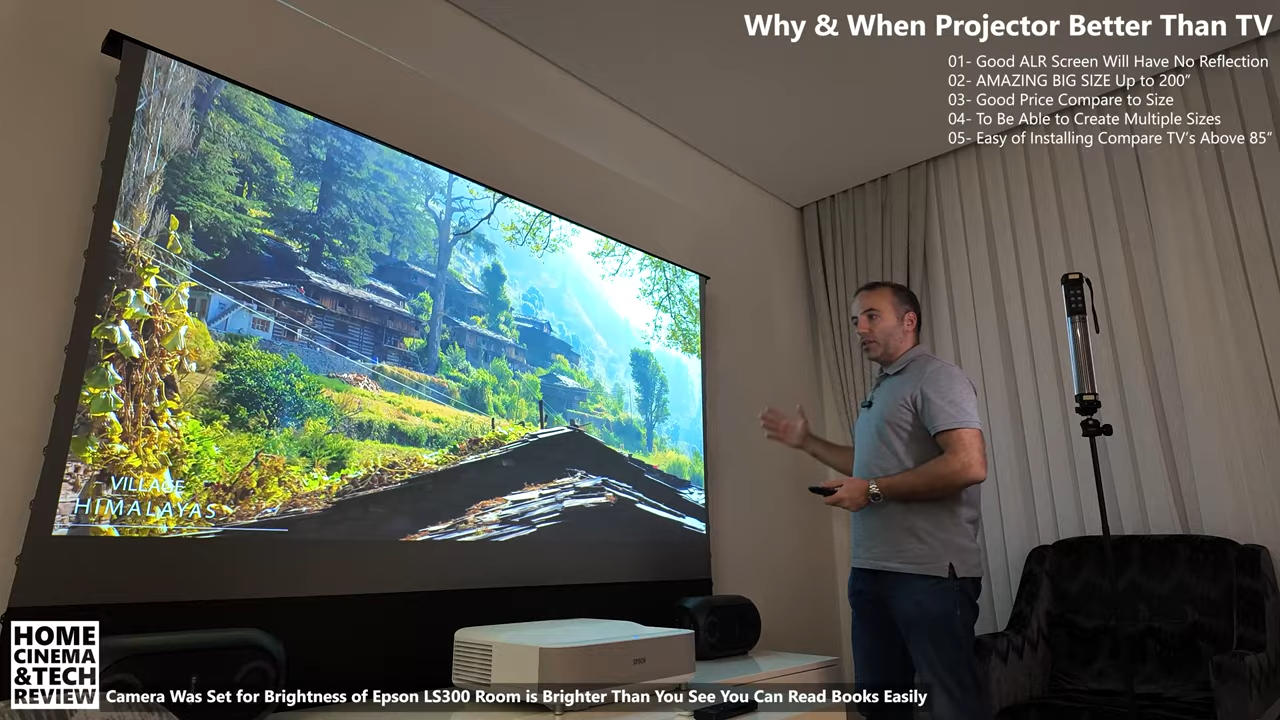 Why & When Projector Better Than TV
01- Good ALR Screen Will Have No Reflection
02- AMAZING BIG SIZE Up to 200”
03- Good Price Compare to Size
04- To Be Able to Create Multiple Sizes
05- Easy of Installing Compare TV’s Above 85”
VILLAGE
HIMALAYAS
EPSON
HOME
CINEMA
&TECH
REVIEW
Camera Was Set for Brightness of Epson LS300 Room is Brighter Than You See You Can Read Books Easily